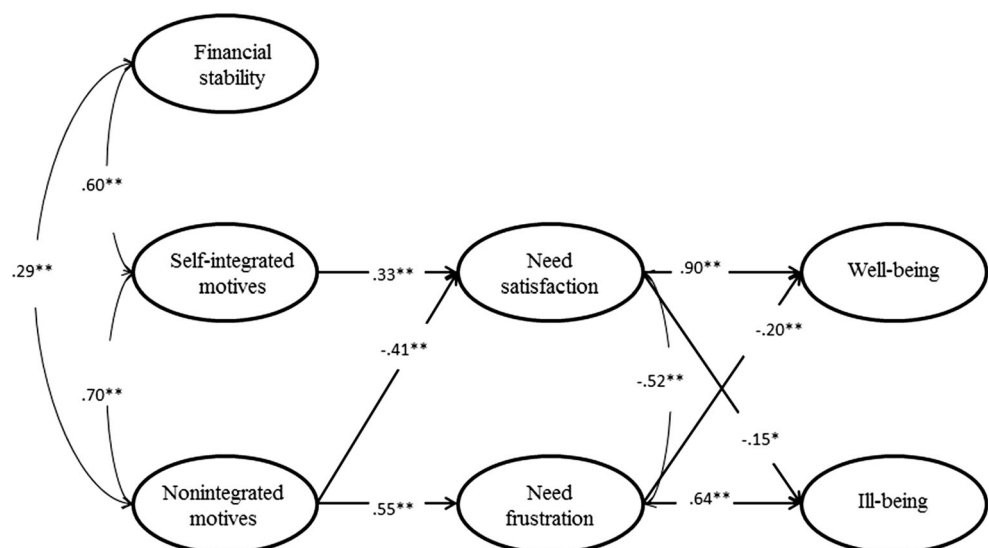 Financial
stability
.60**
.29**
Self-integrated
motives
.33**
Need
satisfaction
.90**
Well-being
-.20**
-.41**
-.52**
.70**
-.15*
Nonintegrated
motives
.55**
Need
frustration
.64**
Ill-being